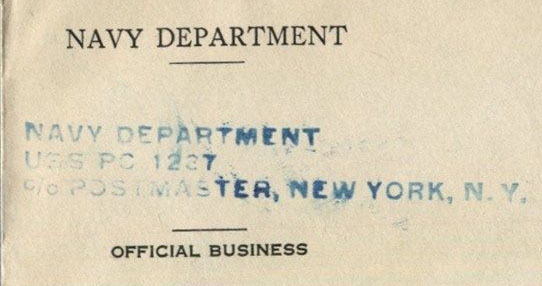 NAVY DEPARTMENT
NAVY DEPARTMENT
USS PC 1237
c/o POSTMASTER, NEW YORK, N.Y.
OFFICIAL BUSINESS